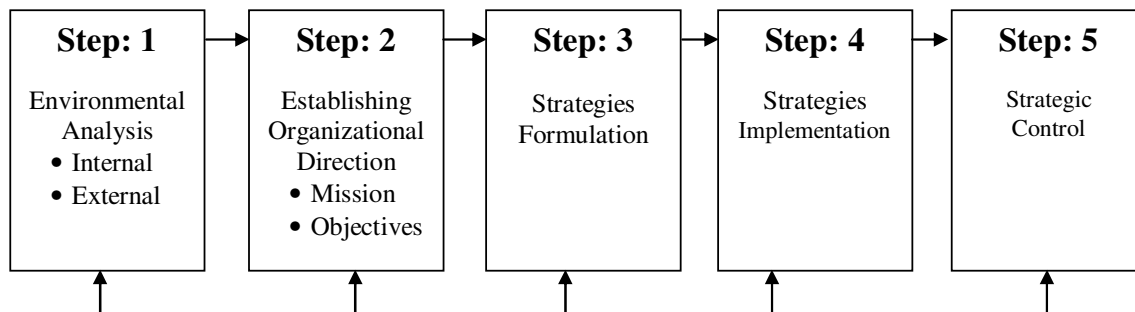 Step: 1
Environmental
Analysis
• Internal
• External
Step: 2
Establishing
Organizational
Direction
• Mission
• Objectives
Step: 3
Strategies
Formulation
Step: 4
Strategies
Implementation
Step: 5
Strategic
Control